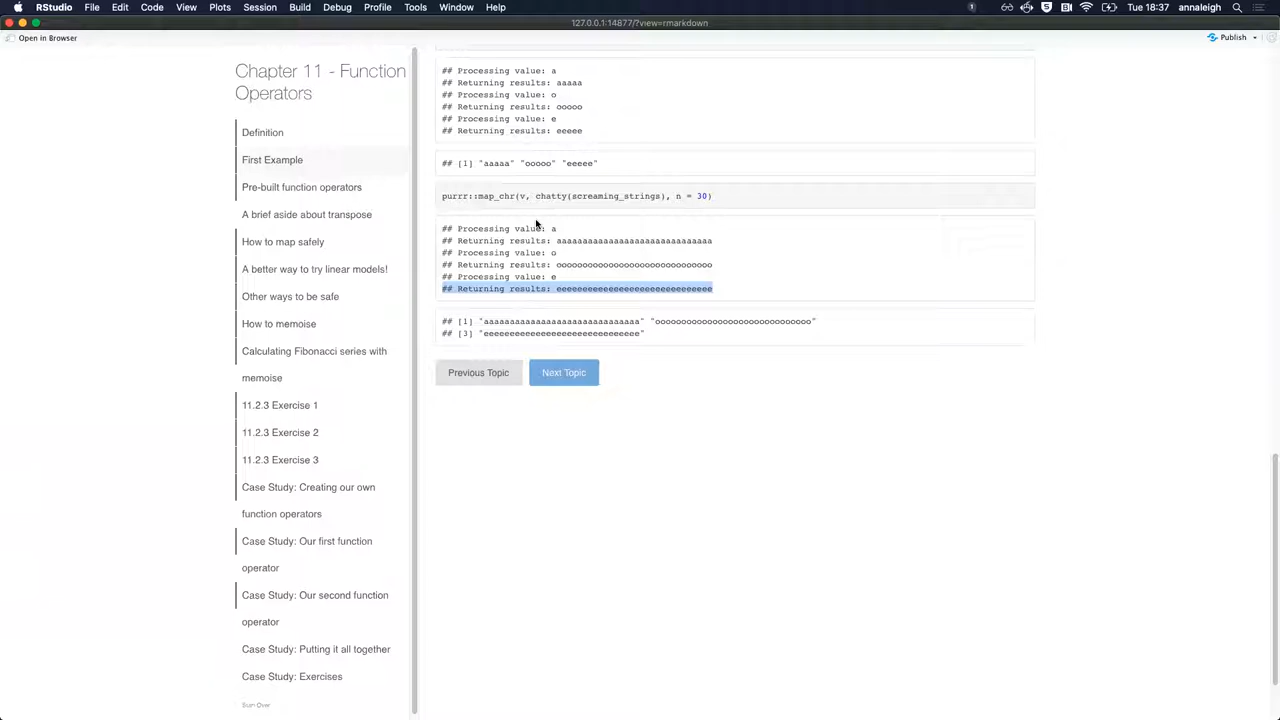 RStudio File Edit Code View Plots Session Build Debug Profile Tools Window Help Tue 18:37 annaleigh
127.0.0.1:14877/?view=rmarkdown
Open in Browser
Publish
Chapter 11 - Function
Operators
Definition
First Example
Pre-built function operators
A brief aside about transpose
How to map safely
A better way to try linear models!
Other ways to be safe
How to memoise
Calculating Fibonacci series with
memoise
11.2.3 Exercise 1
11.2.3 Exercise 2
11.2.3 Exercise 3
Case Study: Creating our own
function operators
Case Study: Our first function
operator
Case Study: Our second function
operator
Case Study: Putting it all together
Case Study: Exercises
Start Over
## Processing value: a
## Returning results: aaaaa
## Processing value: o
## Returning results: ooooo
## Processing value: e
## Returning results: eeeee
## [1] "aaaaa" "ooooo" "eeeee"
purrr::map_chr(v, chatty(screaming_strings), n = 30)
## Processing value: a
## Returning results: aaaaaaaaaaaaaaaaaaaaaaaaaaaaaa
## Processing value: o
## Returning results: oooooooooooooooooooooooooooooo
## Processing value: e
## Returning results: eeeeeeeeeeeeeeeeeeeeeeeeeeeeee
## [1] "aaaaaaaaaaaaaaaaaaaaaaaaaaaaaa" "oooooooooooooooooooooooooooooo"
## [3] "eeeeeeeeeeeeeeeeeeeeeeeeeeeeee"
Previous Topic Next Topic